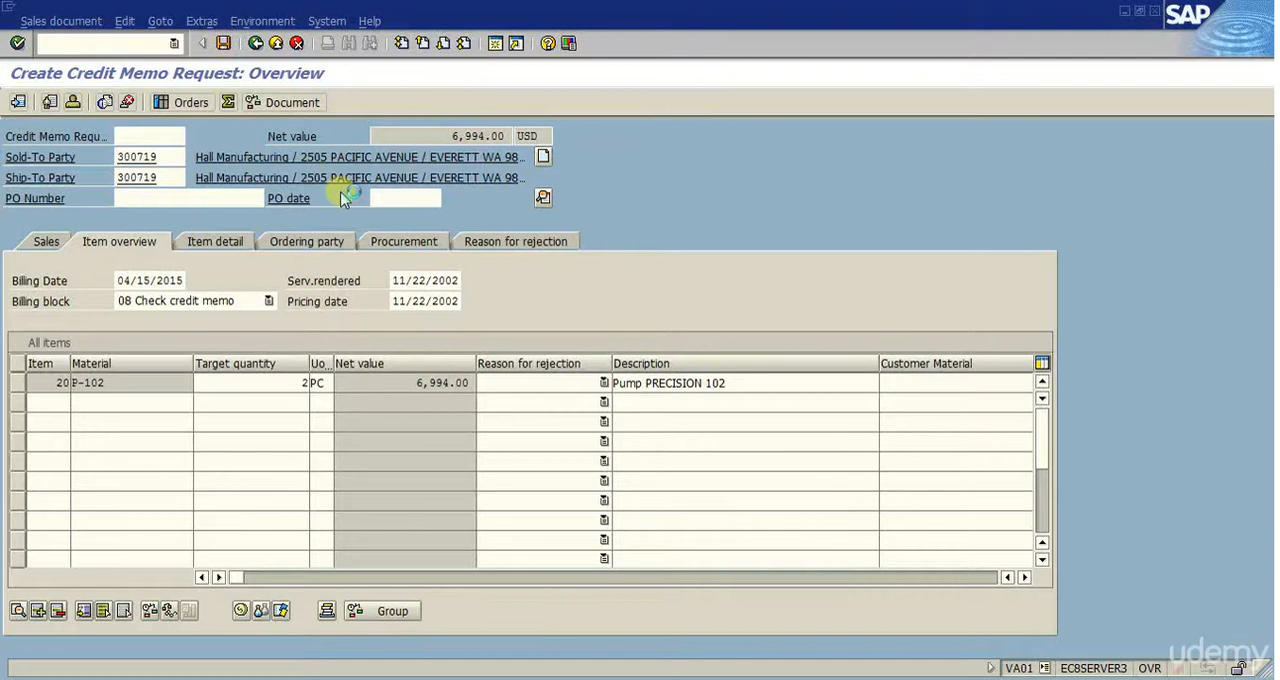 Sales document Edit Goto Extras Environment System Help
SAP
Create Credit Memo Request: Overview
Orders Document
Credit Memo Requ... Net value 6,994.00 USD
Sold-To Party 300719 Hall Manufacturing / 2505 PACIFIC AVENUE / EVERETT WA 98...
Ship-To Party 300719 Hall Manufacturing / 2505 PACIFIC AVENUE / EVERETT WA 98...
PO Number PO date
Sales Item overview Item detail Ordering party Procurement Reason for rejection
Billing Date 04/15/2015 Serv.rendered 11/22/2002
Billing block 08 Check credit memo Pricing date 11/22/2002
All items
Item Material Target quantity Uo... Net value Reason for rejection Description Customer Material
20 P-102 2 PC 6,994.00 Pump PRECISION 102
Group
udemy
VA01 EC8SERVER3 OVR